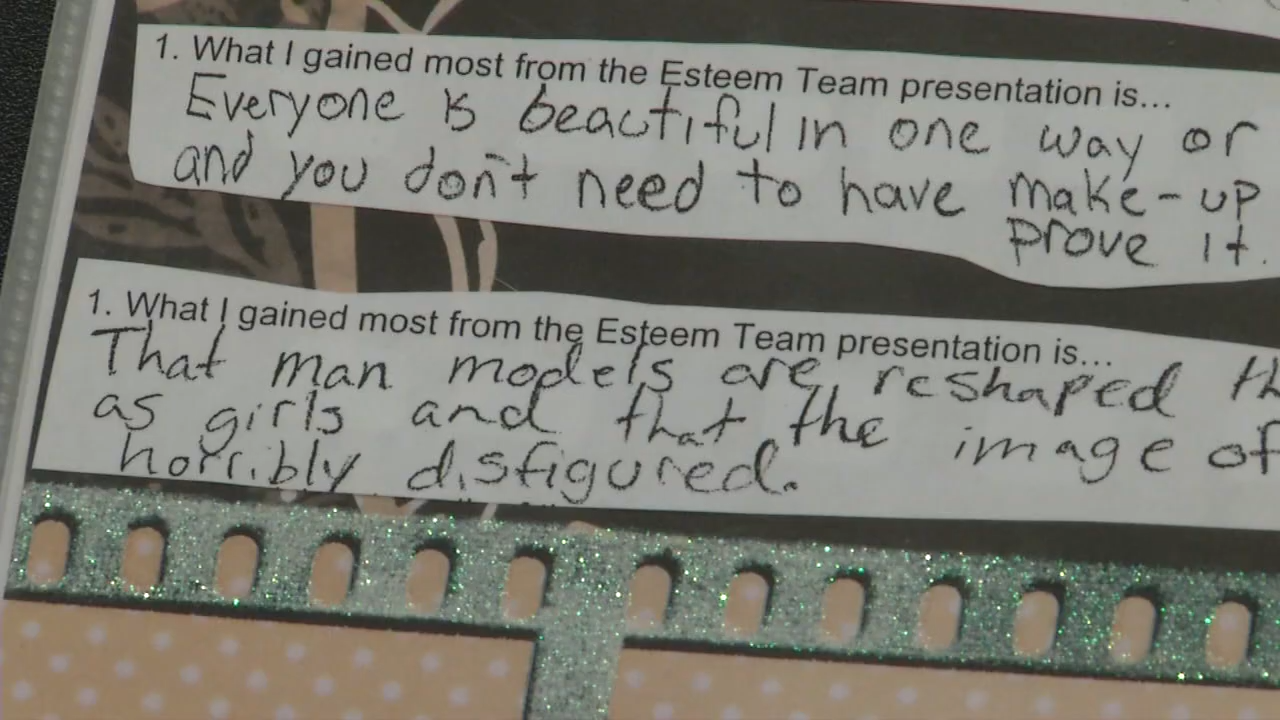 1. What I gained most from the Esteem Team presentation is...
Everyone is beautiful in one way or
and you don't need to have make-up
prove it.
1. What I gained most from the Esteem Team presentation is...
That man models are reshaped
as girls and that the image of
horribly disfigured.